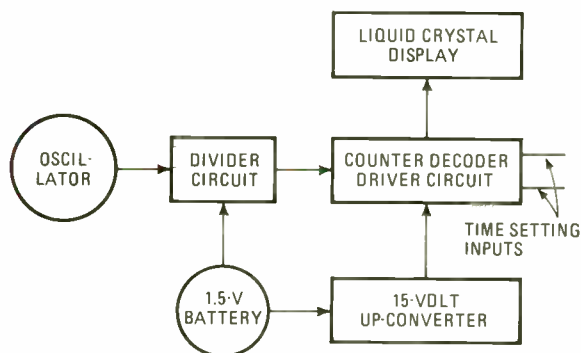 LIQUID CRYSTAL
DISPLAY
OSCIL-
LATOR
DIVIDER
CIRCUIT
COUNTER DECODER
DRIVER CIRCUIT
TIME SETTING
INPUTS
1.5-V
BATTERY
15-VOLT
UP-CONVERTER